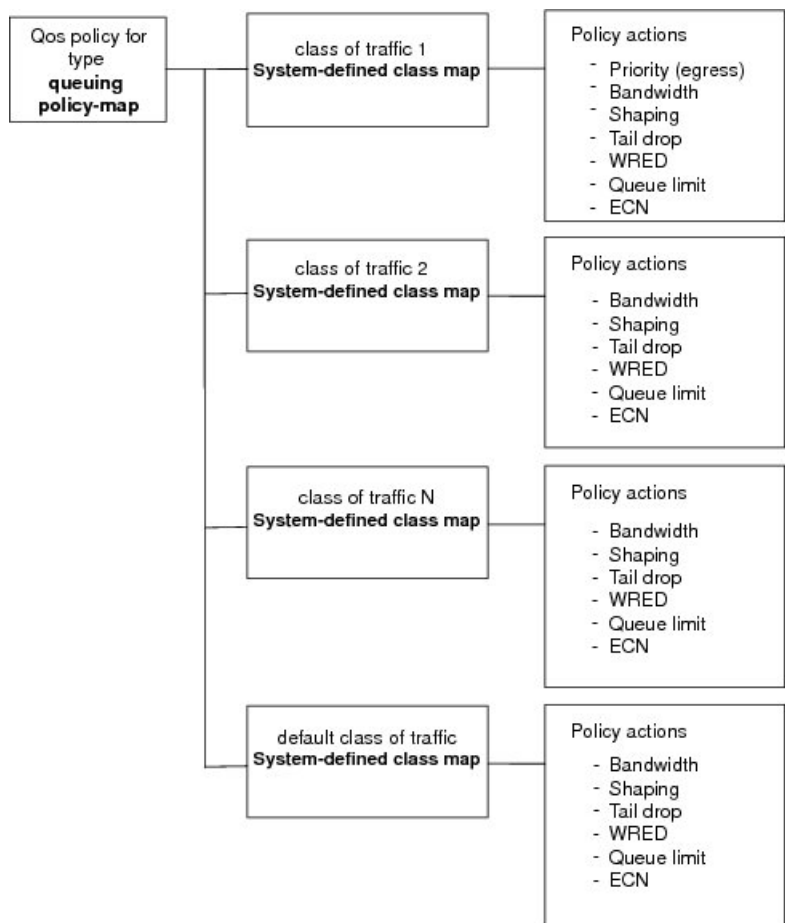 Qos policy for
type
queuing
policy-map
class of traffic 1
System-defined class map
Policy actions
- Priority (egress)
- Bandwidth
- Shaping
- Tail drop
- WRED
- Queue limit
- ECN
class of traffic 2
System-defined class map
Policy actions
- Bandwidth
- Shaping
- Tail drop
- WRED
- Queue limit
- ECN
class of traffic N
System-defined class map
Policy actions
- Bandwidth
- Shaping
- Tail drop
- WRED
- Queue limit
- ECN
default class of traffic
System-defined class map
Policy actions
- Bandwidth
- Shaping
- Tail drop
- WRED
- Queue limit
- ECN